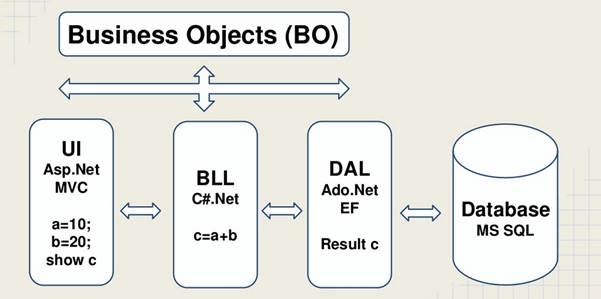 Business Objects (BO)
UI
Asp.Net
MVC
a=10;
b=20;
show c
BLL
C#.Net
c=a+b
DAL
Ado.Net
EF
Result c
Database
MS SQL